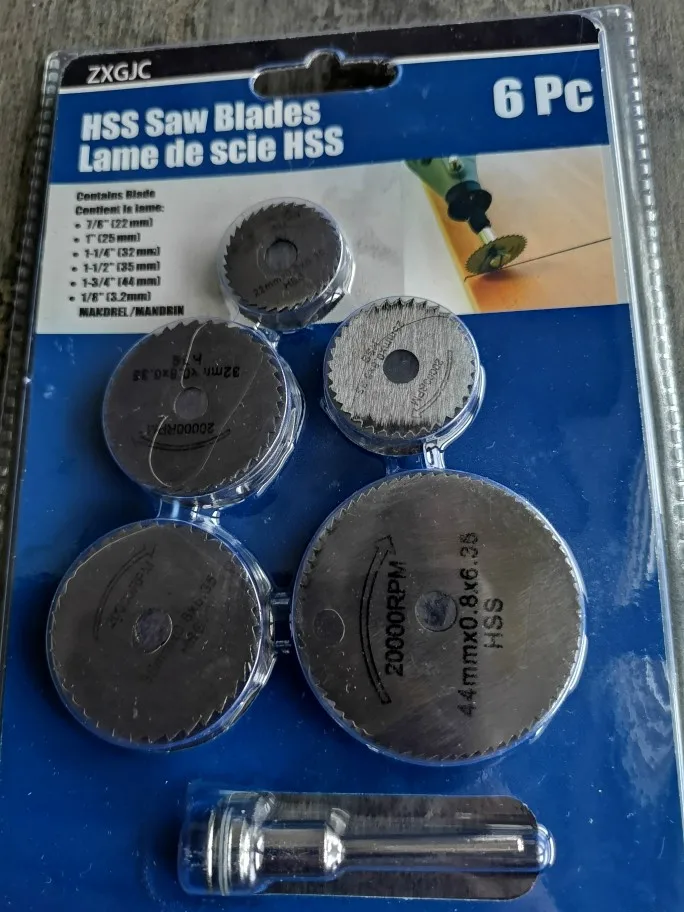 ZXGJC
HSS Saw Blades
Lame de scie HSS
6 Pc
Contains Blade
Contient la lame:
• 7/8" (22 mm)
• 1" (25 mm)
• 1-1/4" (32 mm)
• 1-1/2" (35 mm)
• 1-3/4" (44 mm)
• 1/8" (3.2mm)
MAKDREL/MANDRIN
HSS
20000RPM
20000RPM
44mmx0.8x6.35
HSS